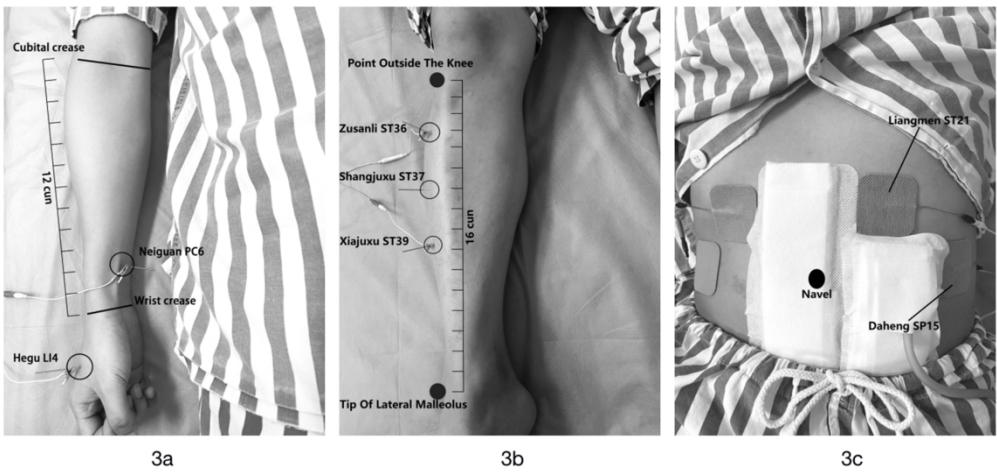 Cubital crease
12 cun
Neiguan PC6
Wrist crease
Hegu LI4
3a
Point Outside The Knee
Zusanli ST36
Shangjuxu ST37
Xiajuxu ST39
16 cun
Tip Of Lateral Malleolus
3b
Liangmen ST21
Navel
Daheng SP15
3c